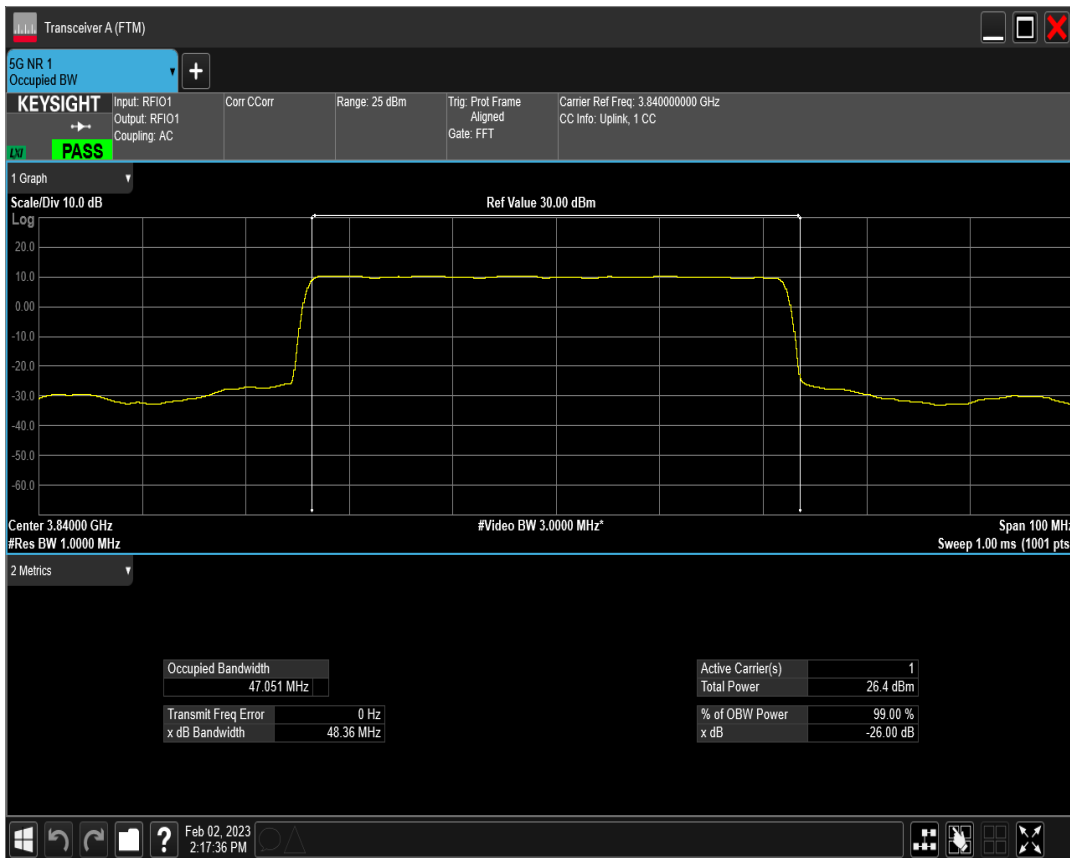 Transceiver A (FTM)
5G NR 1
Occupied BW
+
KEYSIGHT
LXI
PASS
Input: RFIO1
Output: RFIO1
Coupling: AC
Corr CCorr
Range: 25 dBm
Trig: Prot Frame
Aligned
Gate: FFT
Carrier Ref Freq: 3.840000000 GHz
CC Info: Uplink, 1 CC
1 Graph
Scale/Div 10.0 dB
Ref Value 30.00 dBm
Log
20.0
10.0
0.00
-10.0
-20.0
-30.0
-40.0
-50.0
-60.0
Center 3.84000 GHz
#Video BW 3.0000 MHz*
Span 100 MHz
#Res BW 1.0000 MHz
Sweep 1.00 ms (1001 pts
2 Metrics
Occupied Bandwidth
47.051 MHz
Transmit Freq Error 0 Hz
x dB Bandwidth 48.36 MHz
Active Carrier(s) 1
Total Power 26.4 dBm
% of OBW Power 99.00 %
x dB -26.00 dB
?
Feb 02, 2023
2:17:36 PM